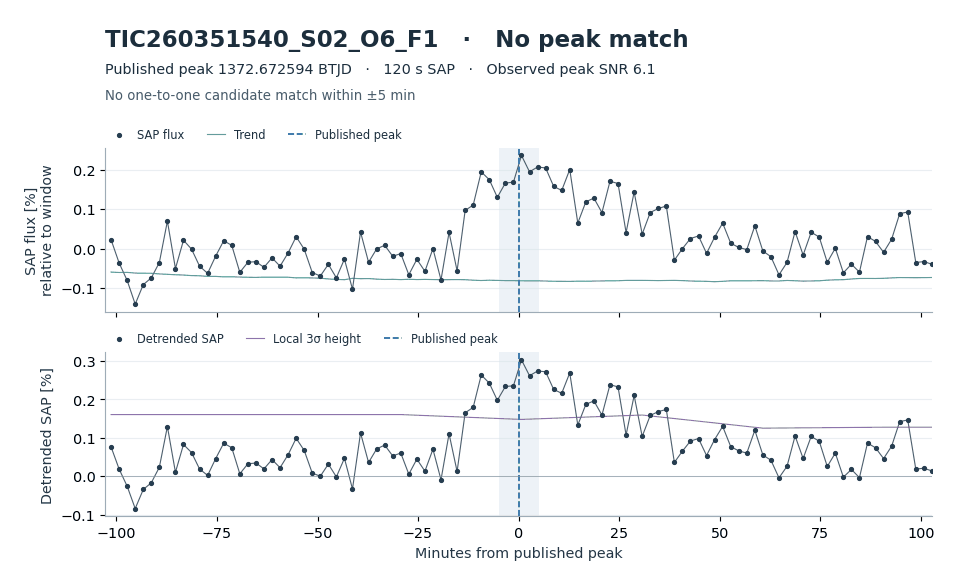 TIC260351540_S02_O6_F1 · No peak match
Published peak 1372.672594 BTJD · 120 s SAP · Observed peak SNR 6.1
No one-to-one candidate match within ±5 min
SAP flux Trend Published peak
SAP flux [%]
relative to window
0.2
0.1
0.0
−0.1
Detrended SAP Local 3σ height Published peak
Detrended SAP [%]
0.3
0.2
0.1
0.0
−0.1
−100 −75 −50 −25 0 25 50 75 100
Minutes from published peak